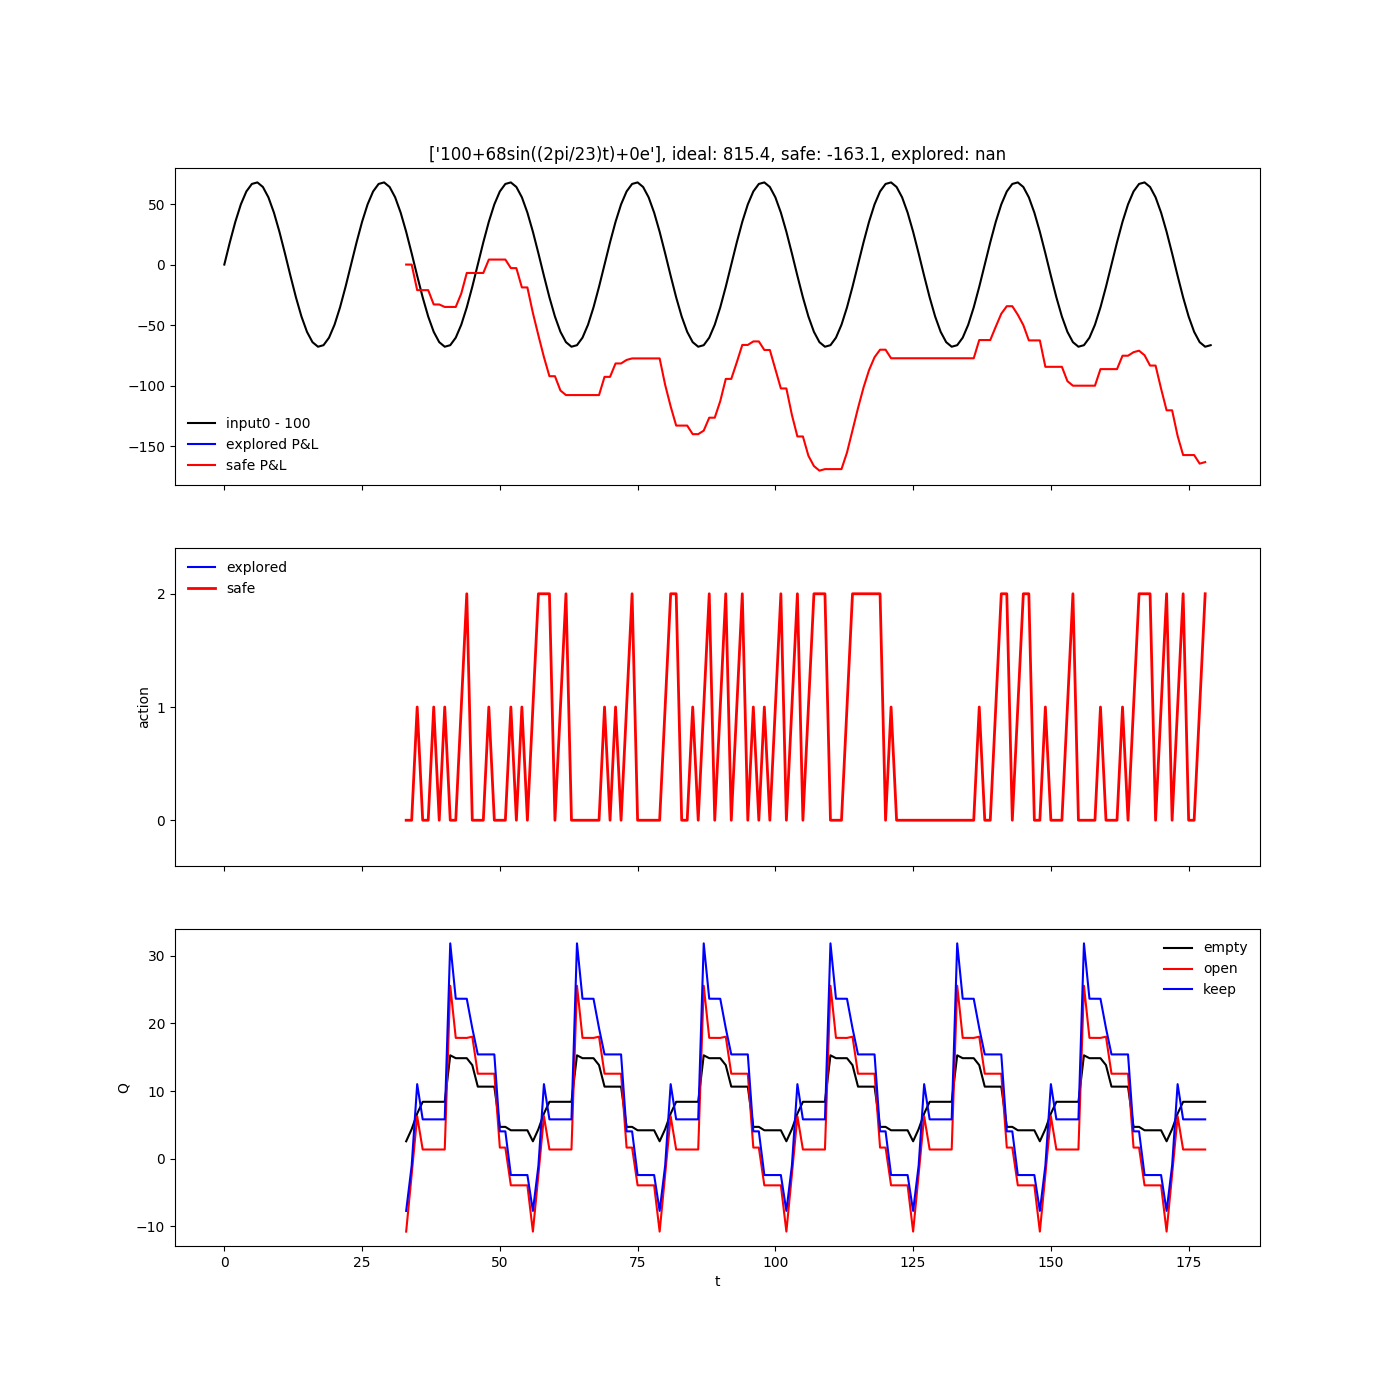 ['100+68sin((2pi/23)t)+0e'], ideal: 815.4, safe: -163.1, explored: nan
50
0
−50
−100
−150
input0 - 100
explored P&L
safe P&L
explored
safe
2
1
0
action
empty
open
keep
30
20
10
0
−10
Q
0
25
50
75
100
125
150
175
t